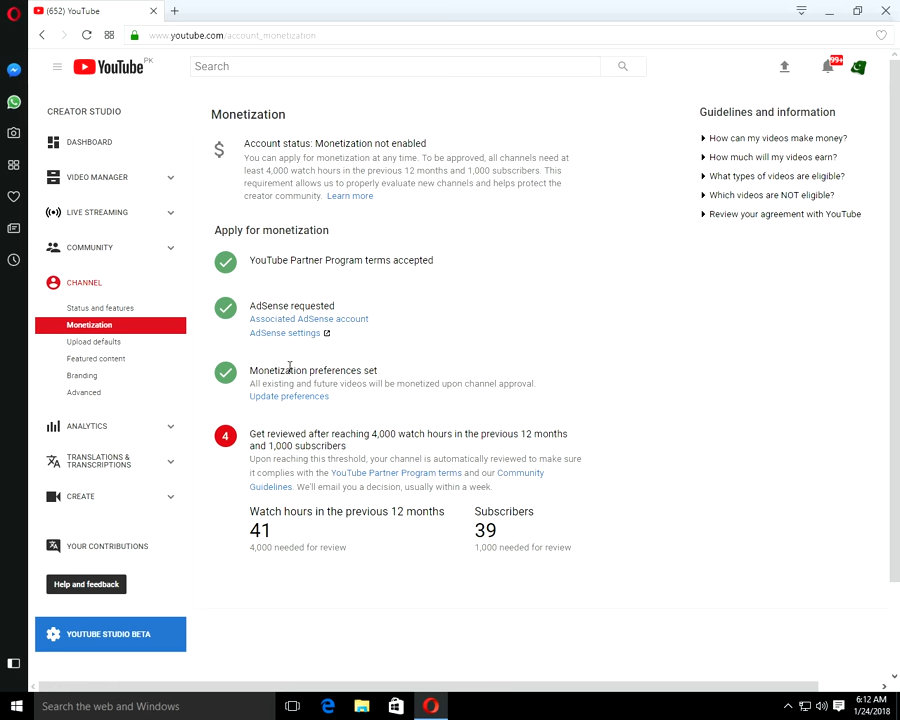 (652) YouTube
www.youtube.com/account_monetization
YouTube PK
Search
99+
CREATOR STUDIO
DASHBOARD
VIDEO MANAGER
LIVE STREAMING
COMMUNITY
CHANNEL
Status and features
Monetization
Upload defaults
Featured content
Branding
Advanced
ANALYTICS
TRANSLATIONS &
TRANSCRIPTIONS
CREATE
YOUR CONTRIBUTIONS
Help and feedback
YOUTUBE STUDIO BETA
Monetization
Account status: Monetization not enabled
You can apply for monetization at any time. To be approved, all channels need at
least 4,000 watch hours in the previous 12 months and 1,000 subscribers. This
requirement allows us to properly evaluate new channels and helps protect the
creator community. Learn more
Apply for monetization
YouTube Partner Program terms accepted
AdSense requested
Associated AdSense account
AdSense settings
Monetization preferences set
All existing and future videos will be monetized upon channel approval.
Update preferences
4
Get reviewed after reaching 4,000 watch hours in the previous 12 months
and 1,000 subscribers
Upon reaching this threshold, your channel is automatically reviewed to make sure
it complies with the YouTube Partner Program terms and our Community
Guidelines. We'll email you a decision, usually within a week.
Watch hours in the previous 12 months
41
4,000 needed for review
Subscribers
39
1,000 needed for review
Guidelines and information
How can my videos make money?
How much will my videos earn?
What types of videos are eligible?
Which videos are NOT eligible?
Review your agreement with YouTube
Search the web and Windows
6:12 AM
1/24/2018